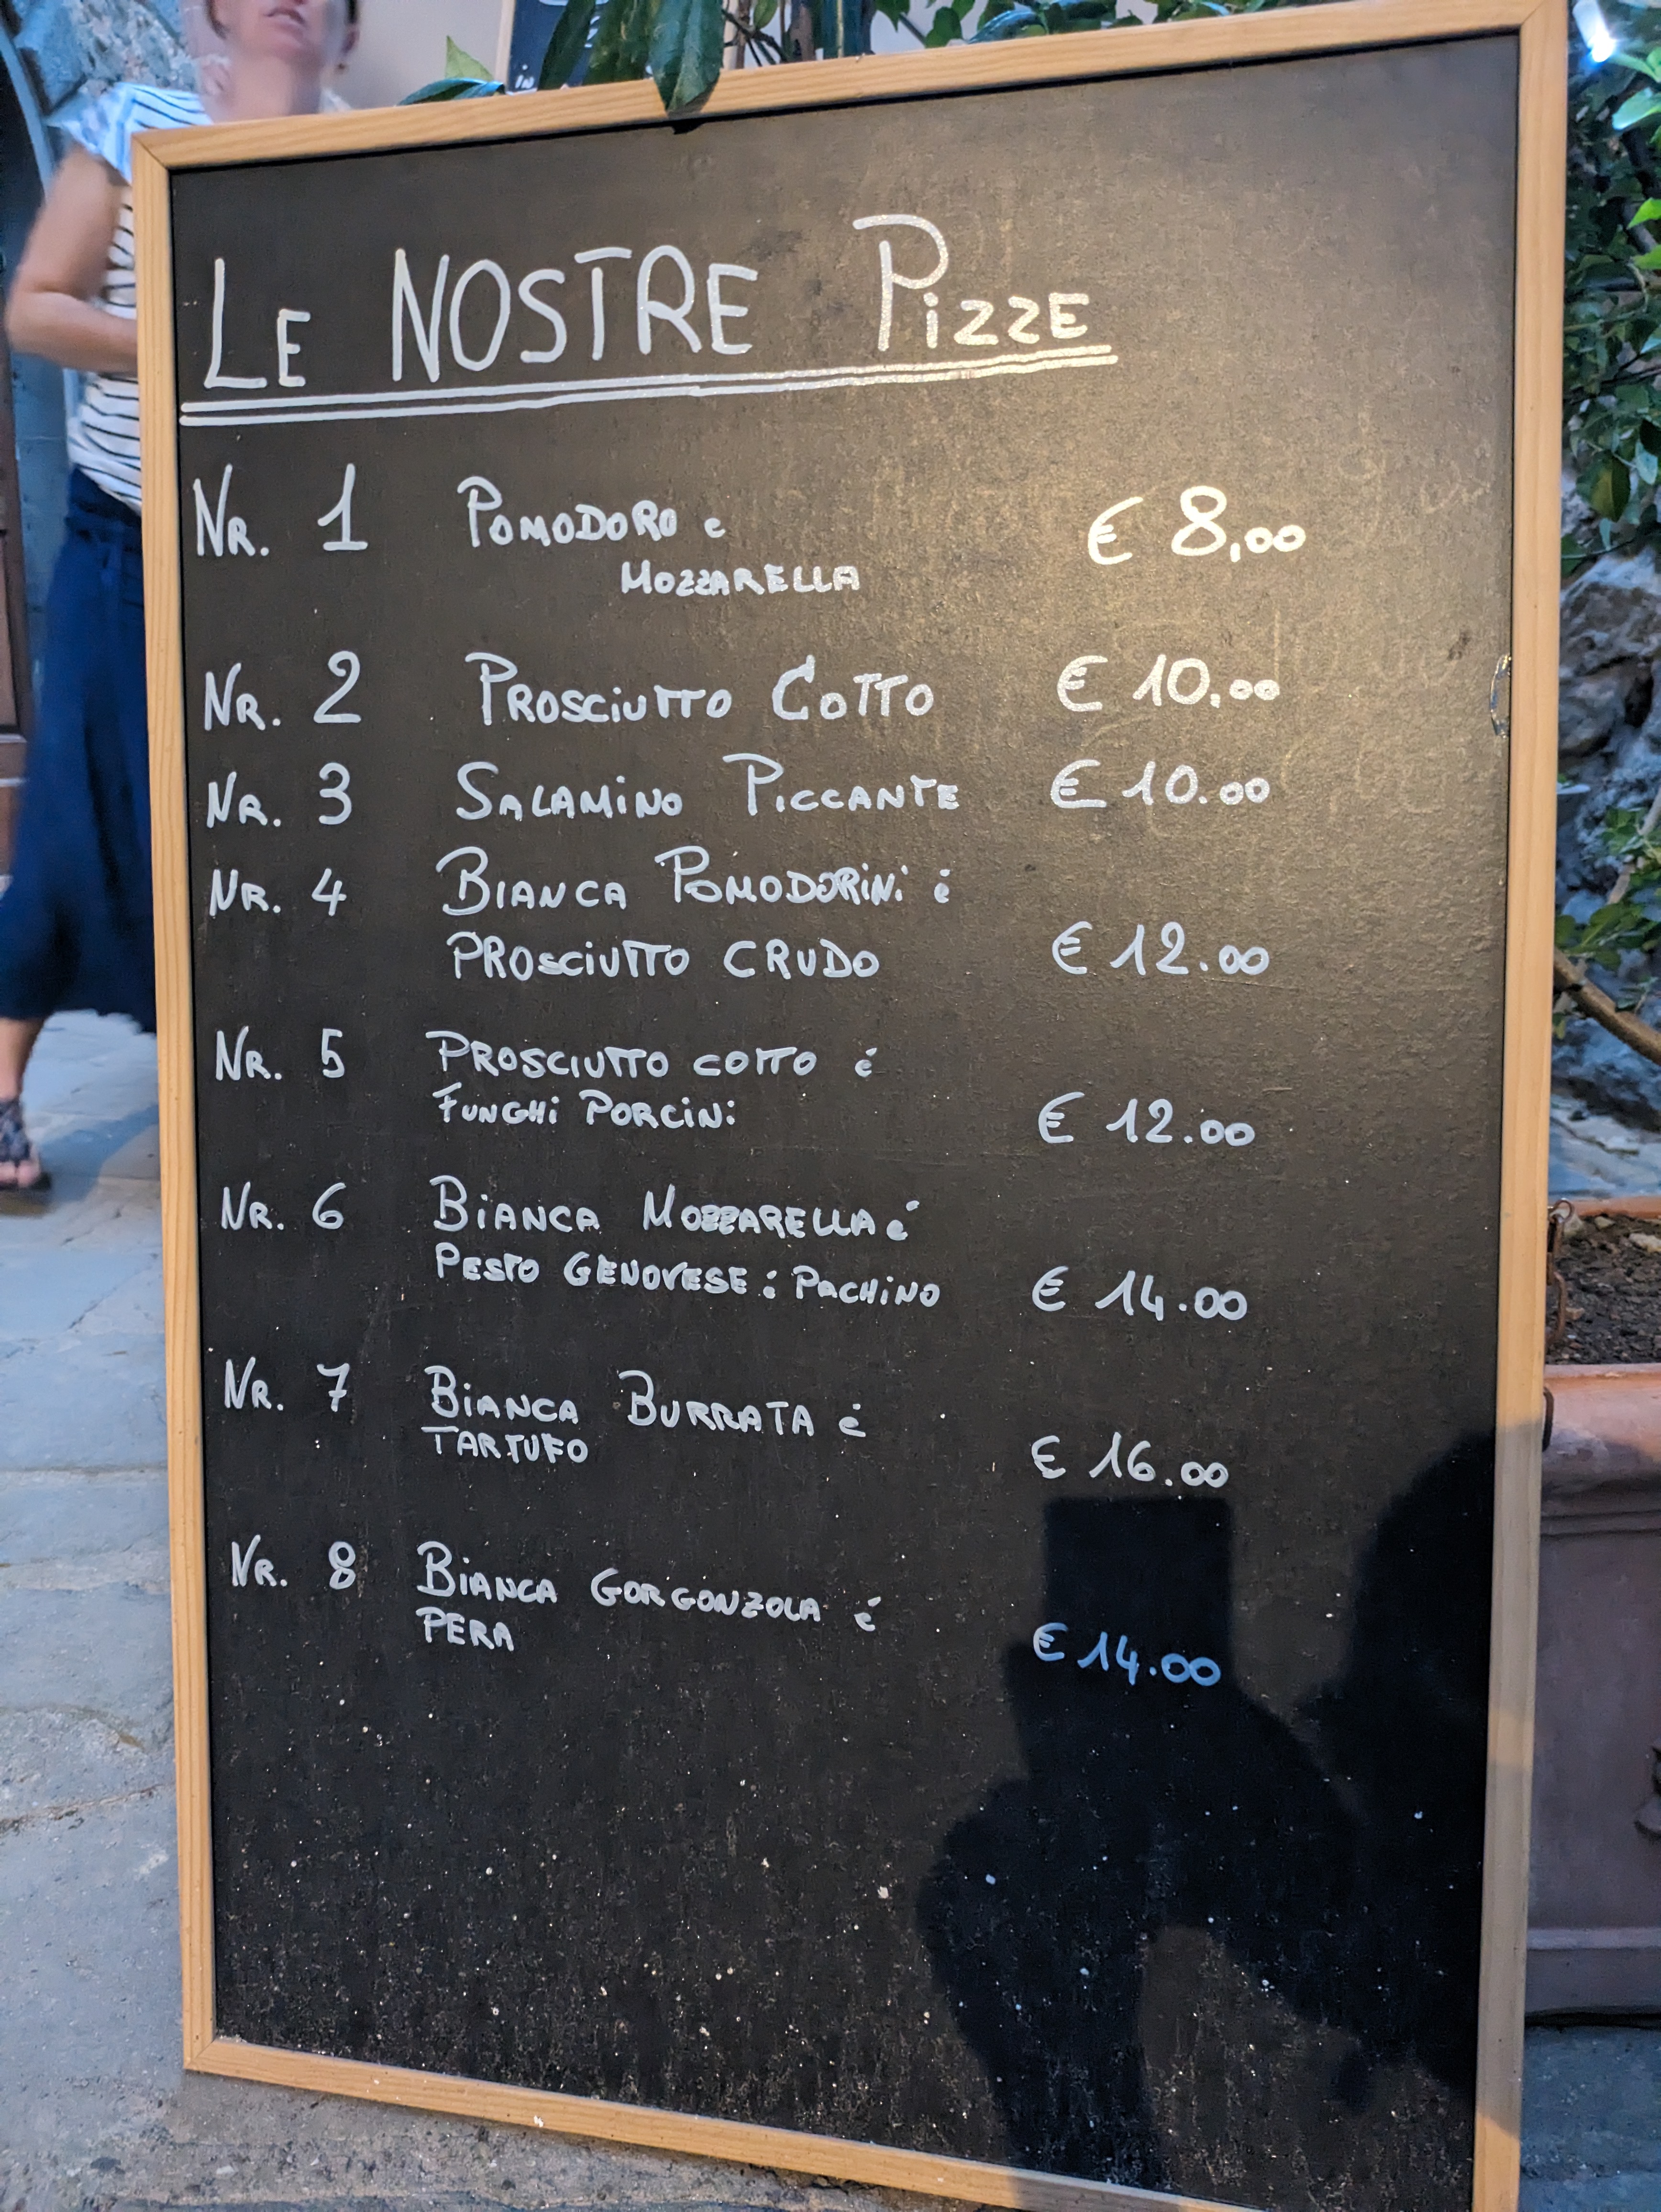 LE NOSTRE PIZZE
NR. 1 POMODORO e € 8,00
MOZZARELLA
NR. 2 PROSCIUTTO COTTO € 10,00
NR. 3 SALAMINO PICCANTE € 10.00
NR. 4 BIANCA POMODORINI é
PROSCIUTTO CRUDO € 12.00
NR. 5 PROSCIUTTO COTTO é
FUNGHI PORCINI € 12.00
NR. 6 BIANCA MOZZARELLA é
PESTO GENOVESE é PACHINO € 14.00
NR. 7 BIANCA BURRATA é
TARTUFO € 16.00
NR. 8 BIANCA GORGONZOLA é
PERA € 14.00